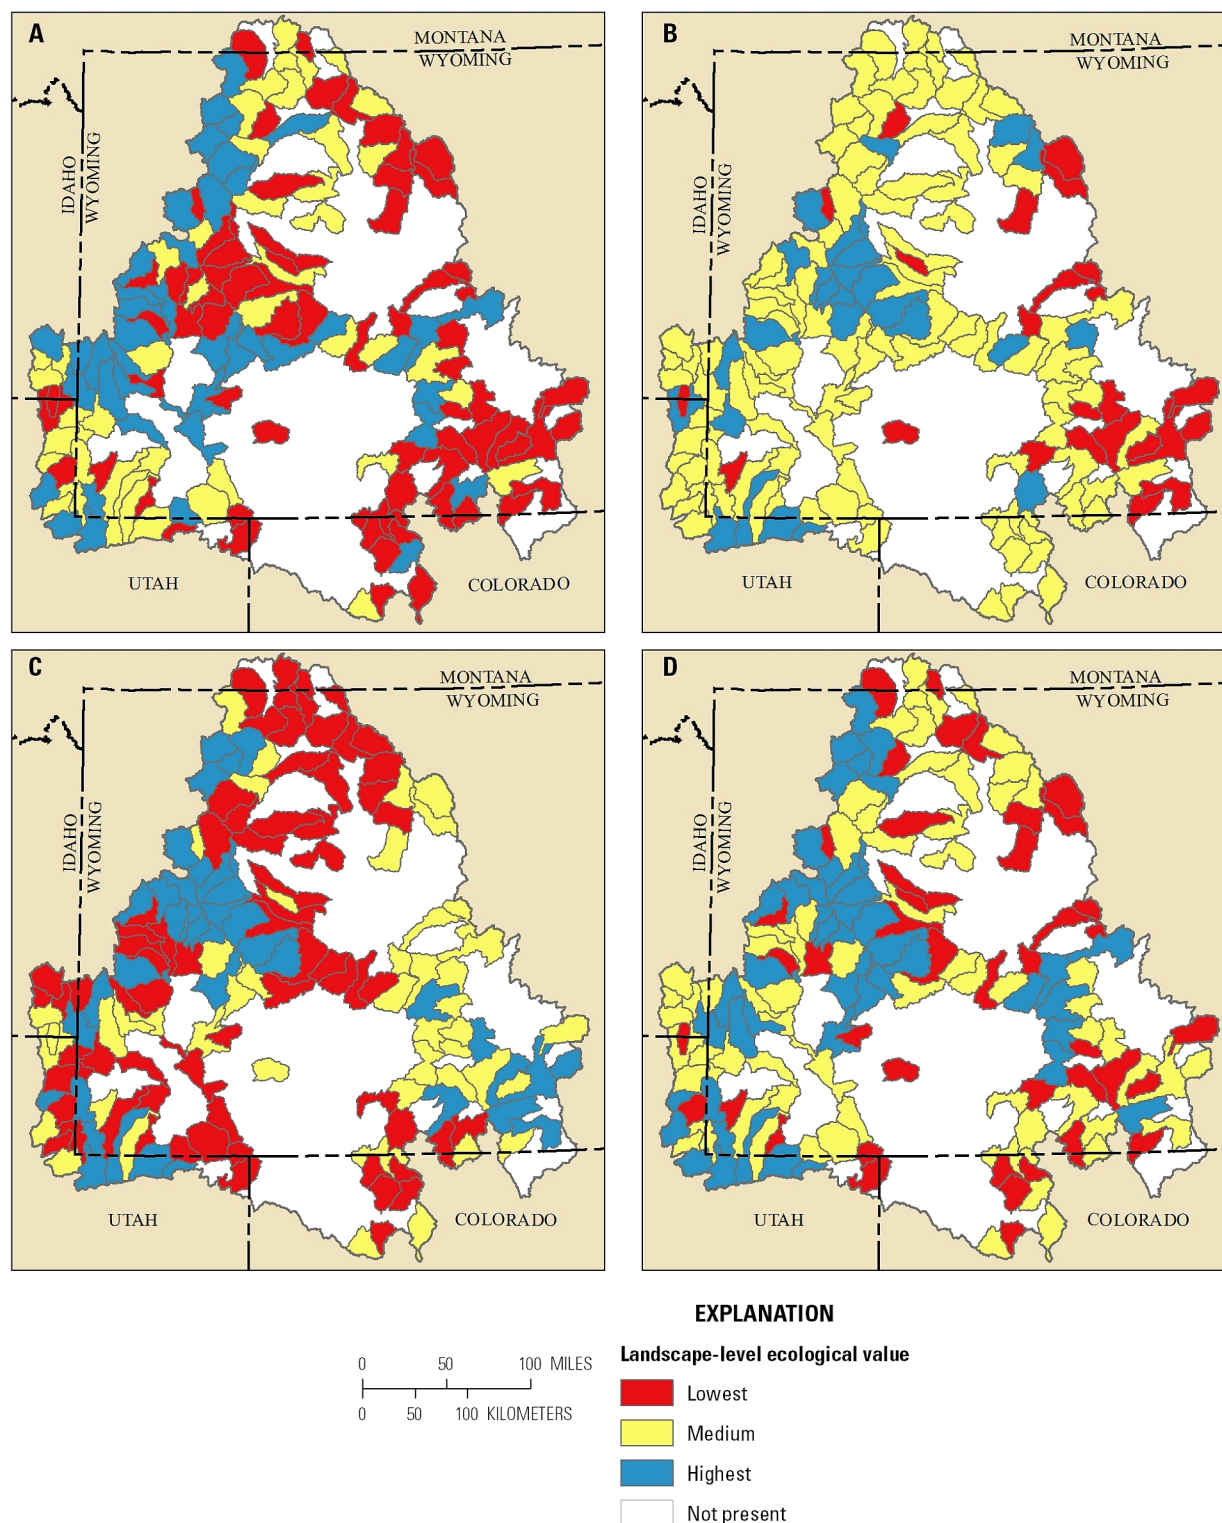 A
MONTANA
WYOMING
IDAHO
WYOMING
UTAH
COLORADO
B
MONTANA
WYOMING
IDAHO
WYOMING
UTAH
COLORADO
C
MONTANA
WYOMING
IDAHO
WYOMING
UTAH
COLORADO
D
MONTANA
WYOMING
IDAHO
WYOMING
UTAH
COLORADO
EXPLANATION
Landscape-level ecological value
Lowest
Medium
Highest
Not present
0 50 100 MILES
0 50 100 KILOMETERS